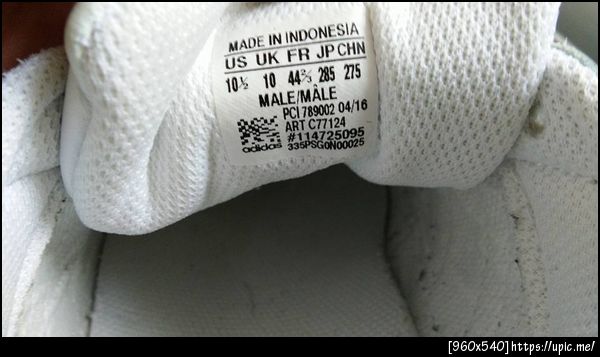 MADE IN INDONESIA
US UK FR JP CHN
10½ 10 44⅔ 285 275
MALE/MÂLE
PCI 789002 04/16
ART C77124
#114725095
adidas 335PSG0N00025
[960x540]https://upic.me/